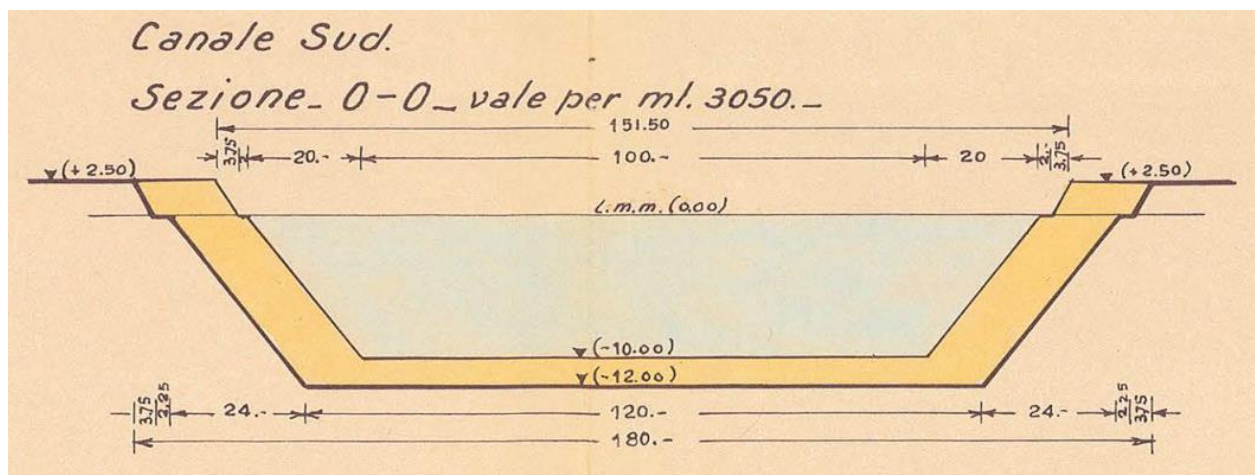 Canale Sud.
Sezione_ O-O_ vale per ml. 3050._
151.50
3.75 20.- 100.- 20 2.- 3.75
(+2.50) (+2.50)
L.m.m. (0.00)
(-10.00)
(-12.00)
3.75 2.25 24.- 120.- 24.- 2.25 3.75
180.-